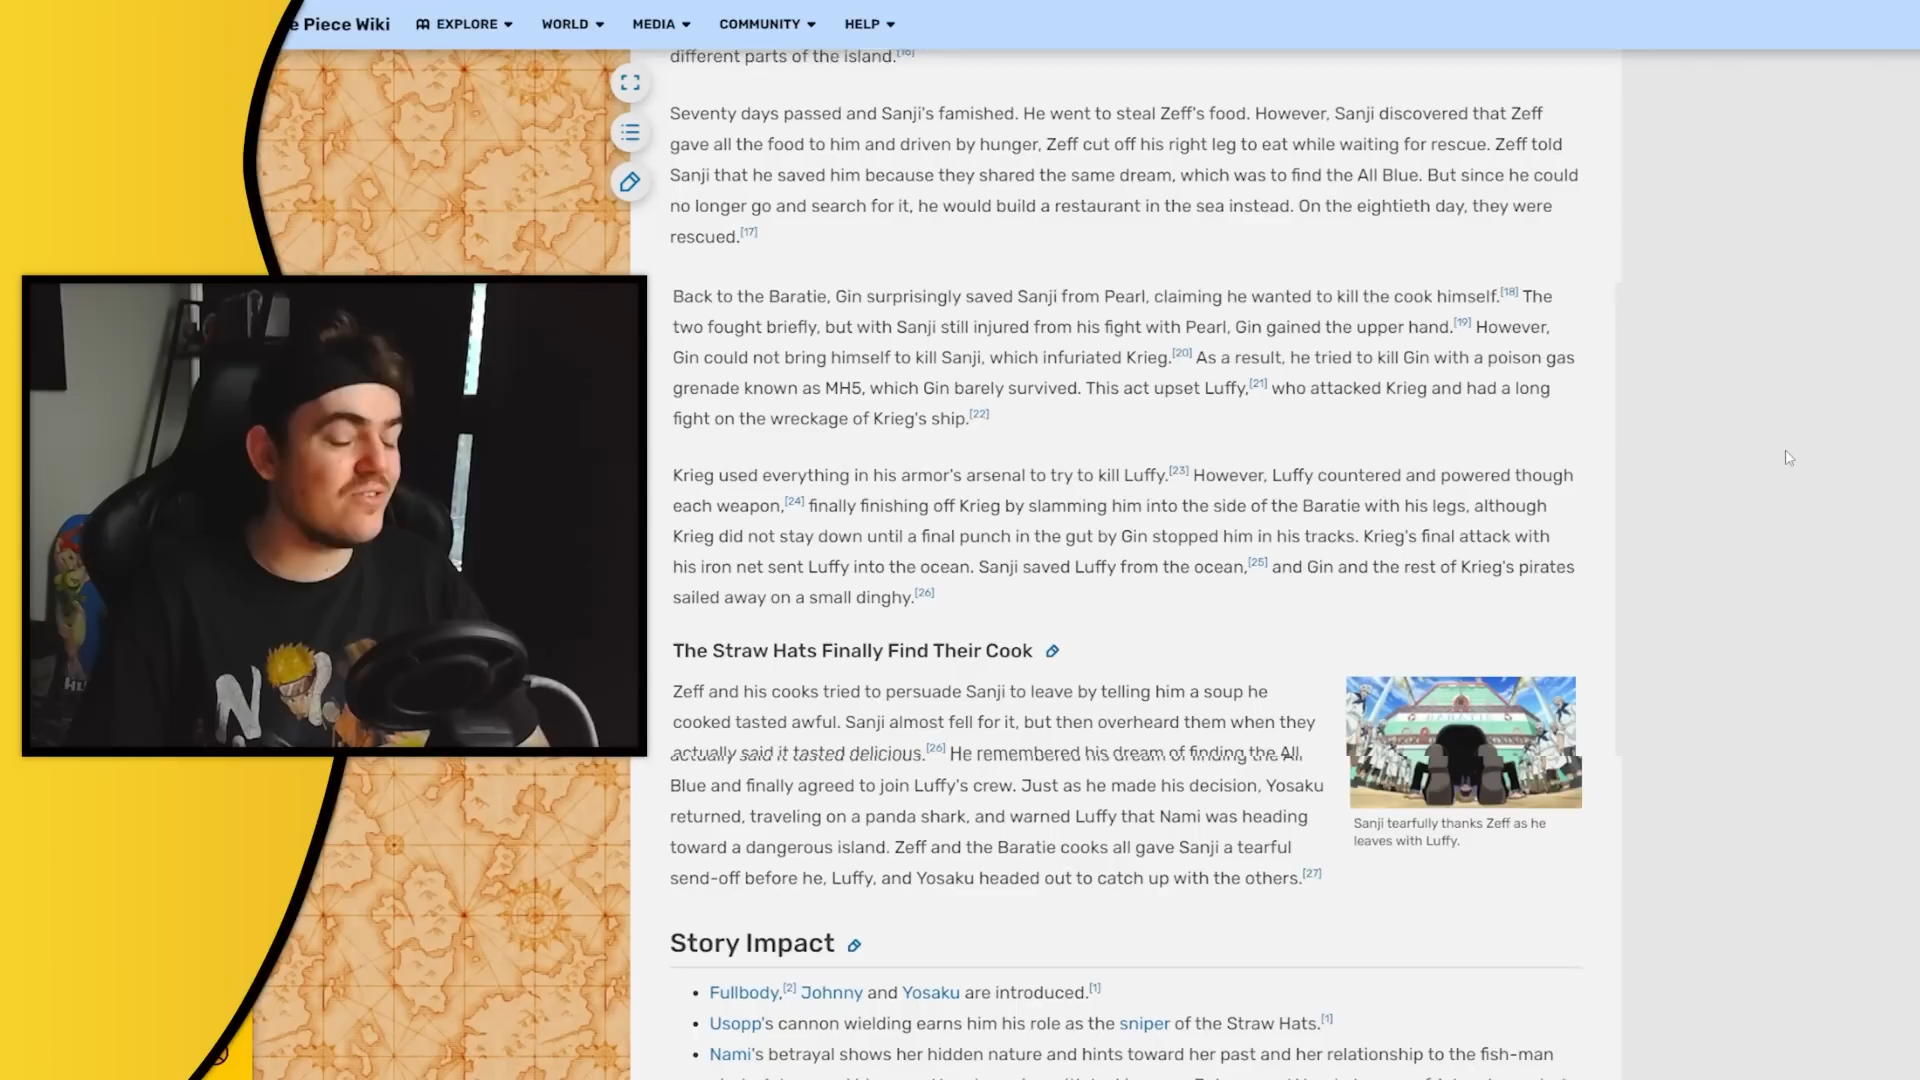 e Piece Wiki EXPLORE WORLD MEDIA COMMUNITY HELP
different parts of the island.[16]
Seventy days passed and Sanji's famished. He went to steal Zeff's food. However, Sanji discovered that Zeff
gave all the food to him and driven by hunger, Zeff cut off his right leg to eat while waiting for rescue. Zeff told
Sanji that he saved him because they shared the same dream, which was to find the All Blue. But since he could
no longer go and search for it, he would build a restaurant in the sea instead. On the eightieth day, they were
rescued.[17]
Back to the Baratie, Gin surprisingly saved Sanji from Pearl, claiming he wanted to kill the cook himself.[18] The
two fought briefly, but with Sanji still injured from his fight with Pearl, Gin gained the upper hand.[19] However,
Gin could not bring himself to kill Sanji, which infuriated Krieg.[20] As a result, he tried to kill Gin with a poison gas
grenade known as MH5, which Gin barely survived. This act upset Luffy,[21] who attacked Krieg and had a long
fight on the wreckage of Krieg's ship.[22]
Krieg used everything in his armor's arsenal to try to kill Luffy.[23] However, Luffy countered and powered though
each weapon,[24] finally finishing off Krieg by slamming him into the side of the Baratie with his legs, although
Krieg did not stay down until a final punch in the gut by Gin stopped him in his tracks. Krieg's final attack with
his iron net sent Luffy into the ocean. Sanji saved Luffy from the ocean,[25] and Gin and the rest of Krieg's pirates
sailed away on a small dinghy.[26]
The Straw Hats Finally Find Their Cook
Zeff and his cooks tried to persuade Sanji to leave by telling him a soup he
cooked tasted awful. Sanji almost fell for it, but then overheard them when they
actually said it tasted delicious.[26] He remembered his dream of finding the All
Blue and finally agreed to join Luffy's crew. Just as he made his decision, Yosaku
returned, traveling on a panda shark, and warned Luffy that Nami was heading
toward a dangerous island. Zeff and the Baratie cooks all gave Sanji a tearful
send-off before he, Luffy, and Yosaku headed out to catch up with the others.[27]
BARATIE
Sanji tearfully thanks Zeff as he
leaves with Luffy.
Story Impact
• Fullbody,[2] Johnny and Yosaku are introduced.[1]
• Usopp's cannon wielding earns him his role as the sniper of the Straw Hats.[1]
• Nami's betrayal shows her hidden nature and hints toward her past and her relationship to the fish-man